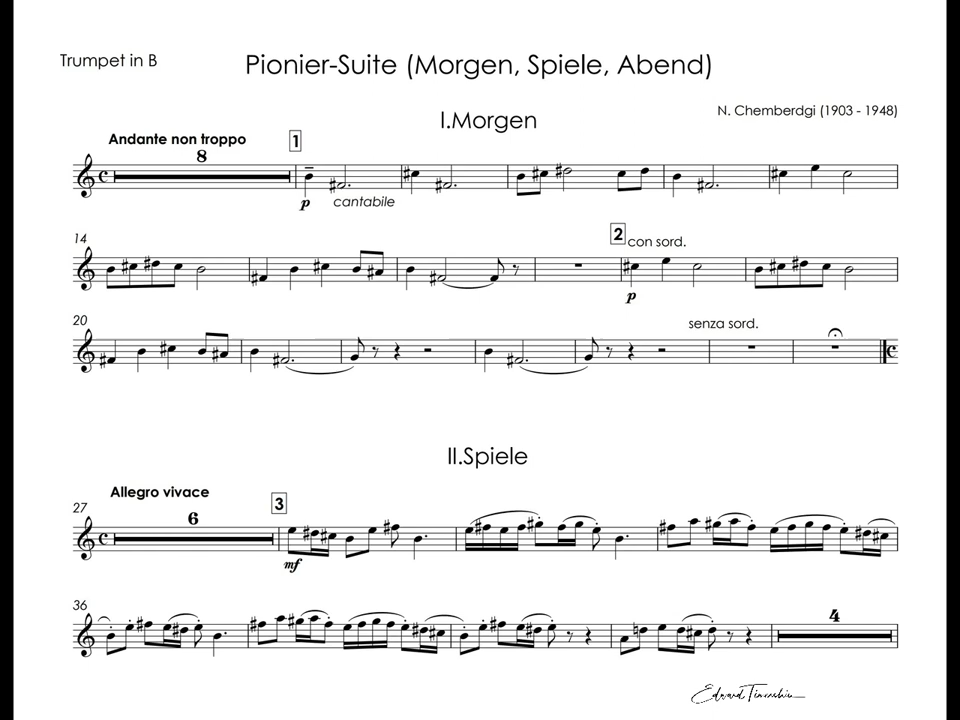 Trumpet in B
Pionier-Suite (Morgen, Spiele, Abend)
N. Chemberdgi (1903 - 1948)
I.Morgen
Andante non troppo
8
1
p
cantabile
14
2
con sord.
p
20
senza sord.
II.Spiele
27
Allegro vivace
6
3
mf
36
4
Edward